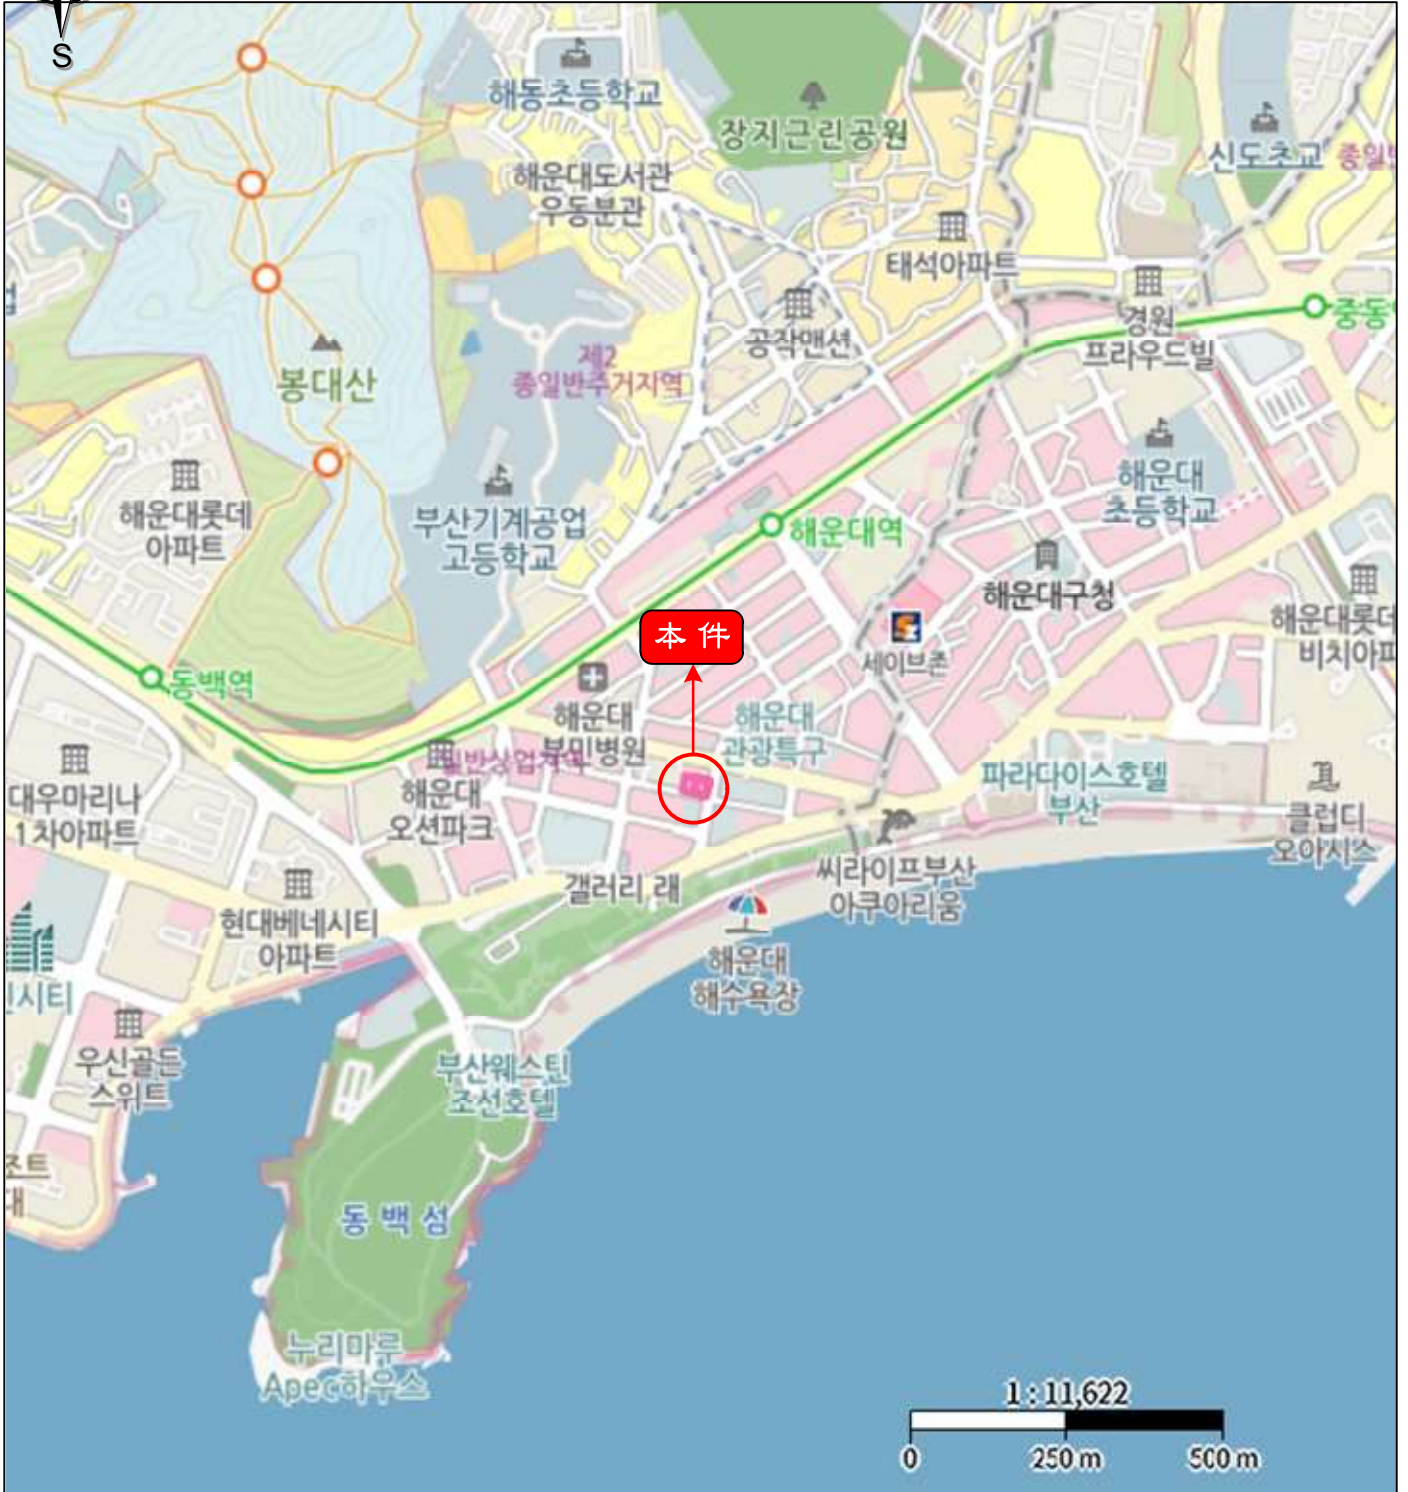 S
해동초등학교
장지근린공원
신도초교
종일
해운대도서관
우동분관
태석아파트
공작맨션
경원
프라우드빌
중동
제2
종일반주거지역
봉대산
해운대롯데
아파트
부산기계공업
고등학교
해운대역
해운대
초등학교
해운대구청
本件
세이브존
해운대롯데
비치아파
동백역
해운대
부민병원
해운대
관광특구
일반상업지역
파라다이스호텔
부산
대우마리나
1차아파트
해운대
오션파크
클럽디
오아시스
갤러리 래
씨라이프부산
아쿠아리움
현대베네시티
아파트
해운대
해수욕장
시티
우신골든
스위트
부산웨스틴
조선호텔
조트
대
동백섬
누리마루
Apec하우스
1 : 11,622
0 250 m 500 m